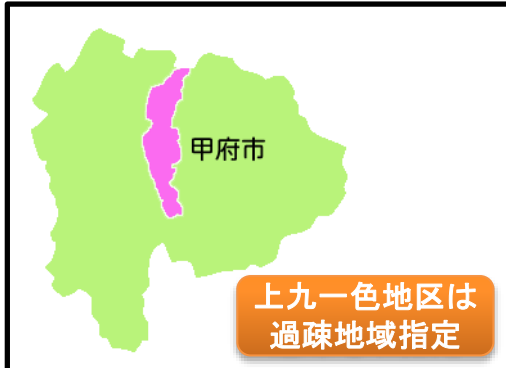 甲府市
上九一色地区は
過疎地域指定